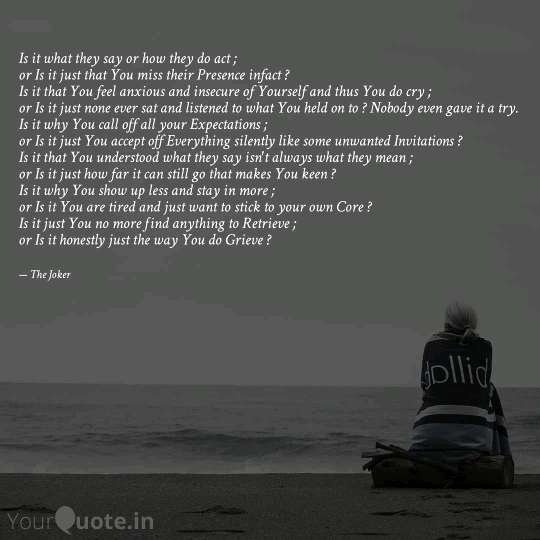 Is it what they say or how they do act ;
or Is it just that You miss their Presence infact ?
Is it that You feel anxious and insecure of Yourself and thus You do cry ;
or Is it just none ever sat and listened to what You held on to ? Nobody even gave it a try.
Is it why You call off all your Expectations ;
or Is it just You accept off Everything silently like some unwanted Invitations ?
Is it that You understood what they say isn't always what they mean ;
or Is it just how far it can still go that makes You keen ?
Is it why You show up less and stay in more ;
or Is it You are tired and just want to stick to your own Core ?
Is it just You no more find anything to Retrieve ;
or Is it honestly just the way You do Grieve ?
— The Joker
YourQuote.in